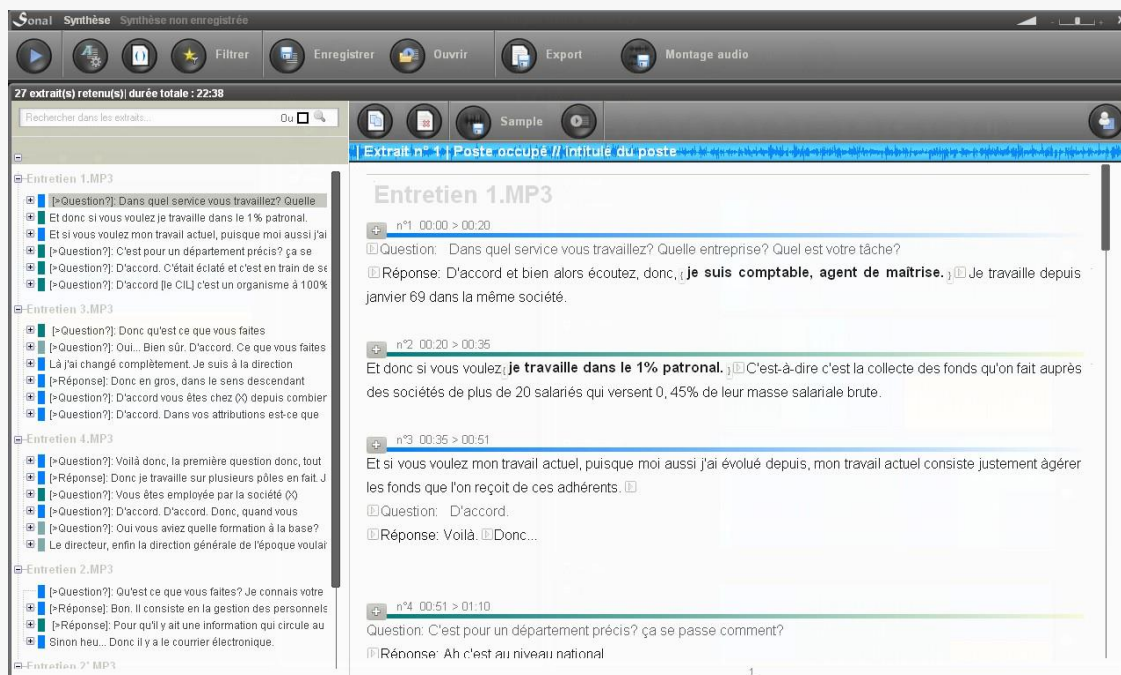 Sonal Synthèse Synthèse non enregistrée
Filtrer
Enregistrer
Ouvrir
Export
Montage audio
27 extrait(s) retenu(s)| durée totale : 22:38
Rechercher dans les extraits...
Ou
Entretien 1.MP3
[>Question?]: Dans quel service vous travaillez? Quelle
Et donc si vous voulez je travaille dans le 1% patronal.
Et si vous voulez mon travail actuel, puisque moi aussi j'ai
[>Question?]: C'est pour un département précis? ça se
[>Question?]: D'accord. C'était éclaté et c'est en train de se
[>Question?]: D'accord [le CIL] c'est un organisme à 100%
Entretien 3.MP3
[>Question?]: Donc qu'est ce que vous faites
[>Question?]: Oui... Bien sûr. D'accord. Ce que vous faites
Là j'ai changé complètement. Je suis à la direction
[>Réponse]: Donc en gros, dans le sens descendant
[>Question?]: D'accord vous êtes chez (X) depuis combien
[>Question?]: D'accord. Dans vos attributions est-ce que
Entretien 4.MP3
[>Question?]: Voilà donc, la première question donc, tout
[>Réponse]: Donc je travaille sur plusieurs pôles en fait. J
[>Question?]: Vous êtes employée par la société (X)
[>Question?]: D'accord. D'accord. Donc, quand vous
[>Question?]: Oui vous aviez quelle formation à la base?
Le directeur, enfin la direction générale de l'époque voulai
Entretien 2.MP3
[>Question?]: Qu'est ce que vous faites? Je connais votre
[>Réponse]: Bon. Il consiste en la gestion des personnels
[>Réponse]: Pour qu'il y ait une information qui circule au
Sinon heu... Donc il y a le courrier électronique.
Entretien 2'.MP3
Sample
| Extrait n° 1 | Poste occupé // intitulé du poste
Entretien 1.MP3
n°1 00:00 > 00:20
Question: Dans quel service vous travaillez? Quelle entreprise? Quel est votre tâche?
Réponse: D'accord et bien alors écoutez, donc, { je suis comptable, agent de maîtrise. } Je travaille depuis
janvier 69 dans la même société.
n°2 00:20 > 00:35
Et donc si vous voulez { je travaille dans le 1% patronal. } C'est-à-dire c'est la collecte des fonds qu'on fait auprès
des sociétés de plus de 20 salariés qui versent 0, 45% de leur masse salariale brute.
n°3 00:35 > 00:51
Et si vous voulez mon travail actuel, puisque moi aussi j'ai évolué depuis, mon travail actuel consiste justement àgérer
les fonds que l'on reçoit de ces adhérents.
Question: D'accord.
Réponse: Voilà. Donc...
n°4 00:51 > 01:10
Question: C'est pour un département précis? ça se passe comment?
Réponse: Ah c'est au niveau national
1